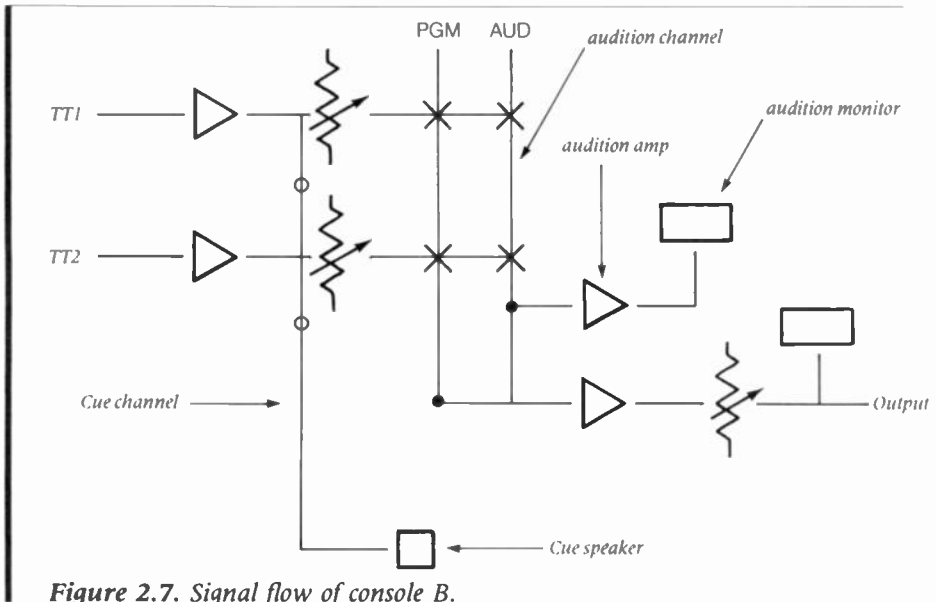 PGM AUD
audition channel
TT1
audition monitor
audition amp
TT2
Cue channel
Output
Cue speaker
Figure 2.7. Signal flow of console B.